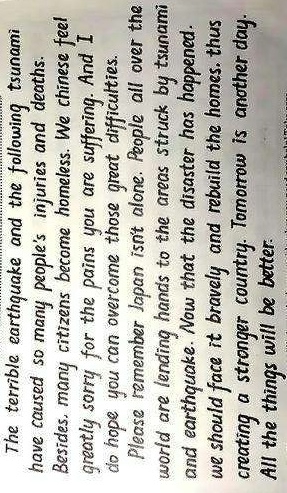 The terrible earthquake and the following tsunami
have caused so many people's injuries and deaths.
Besides, many citizens become homeless. We chinese feel
greatly sorry for the pains you are suffering. And I
do hope you can overcome those great difficulties.
Please remember Japan isn't alone. People all over the
world are lending hands to the areas struck by tsunami
and earthquake. Now that the disaster has happened.
we should face it bravely and rebuild the homes. thus
creating a stronger country. Tomorrow is another day.
All the things will be better.